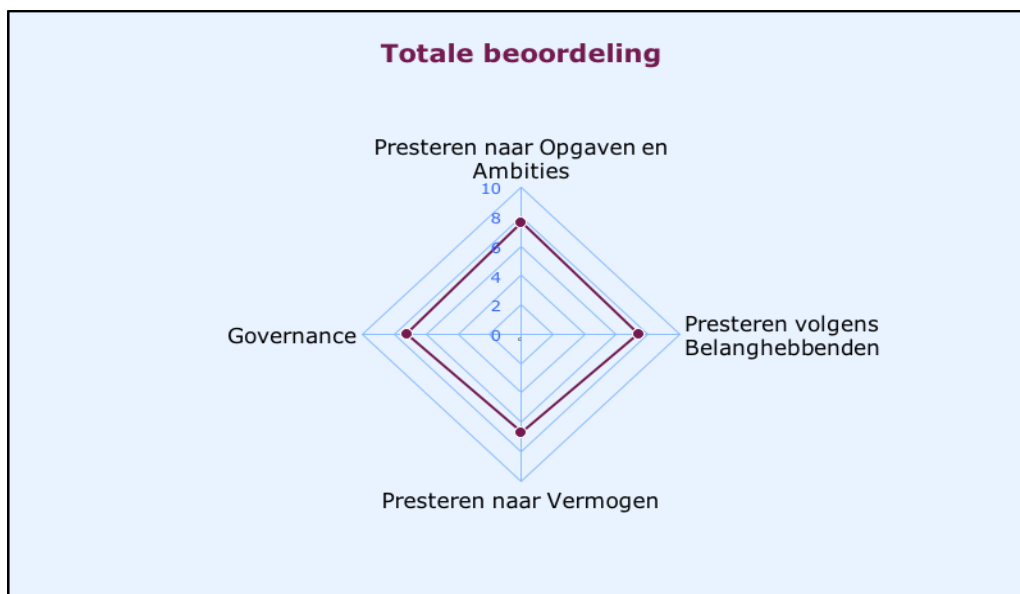 Totale beoordeling
Presteren naar Opgaven en
Ambities
10
8
6
4
2
0
Governance
Presteren volgens
Belanghebbenden
Presteren naar Vermogen